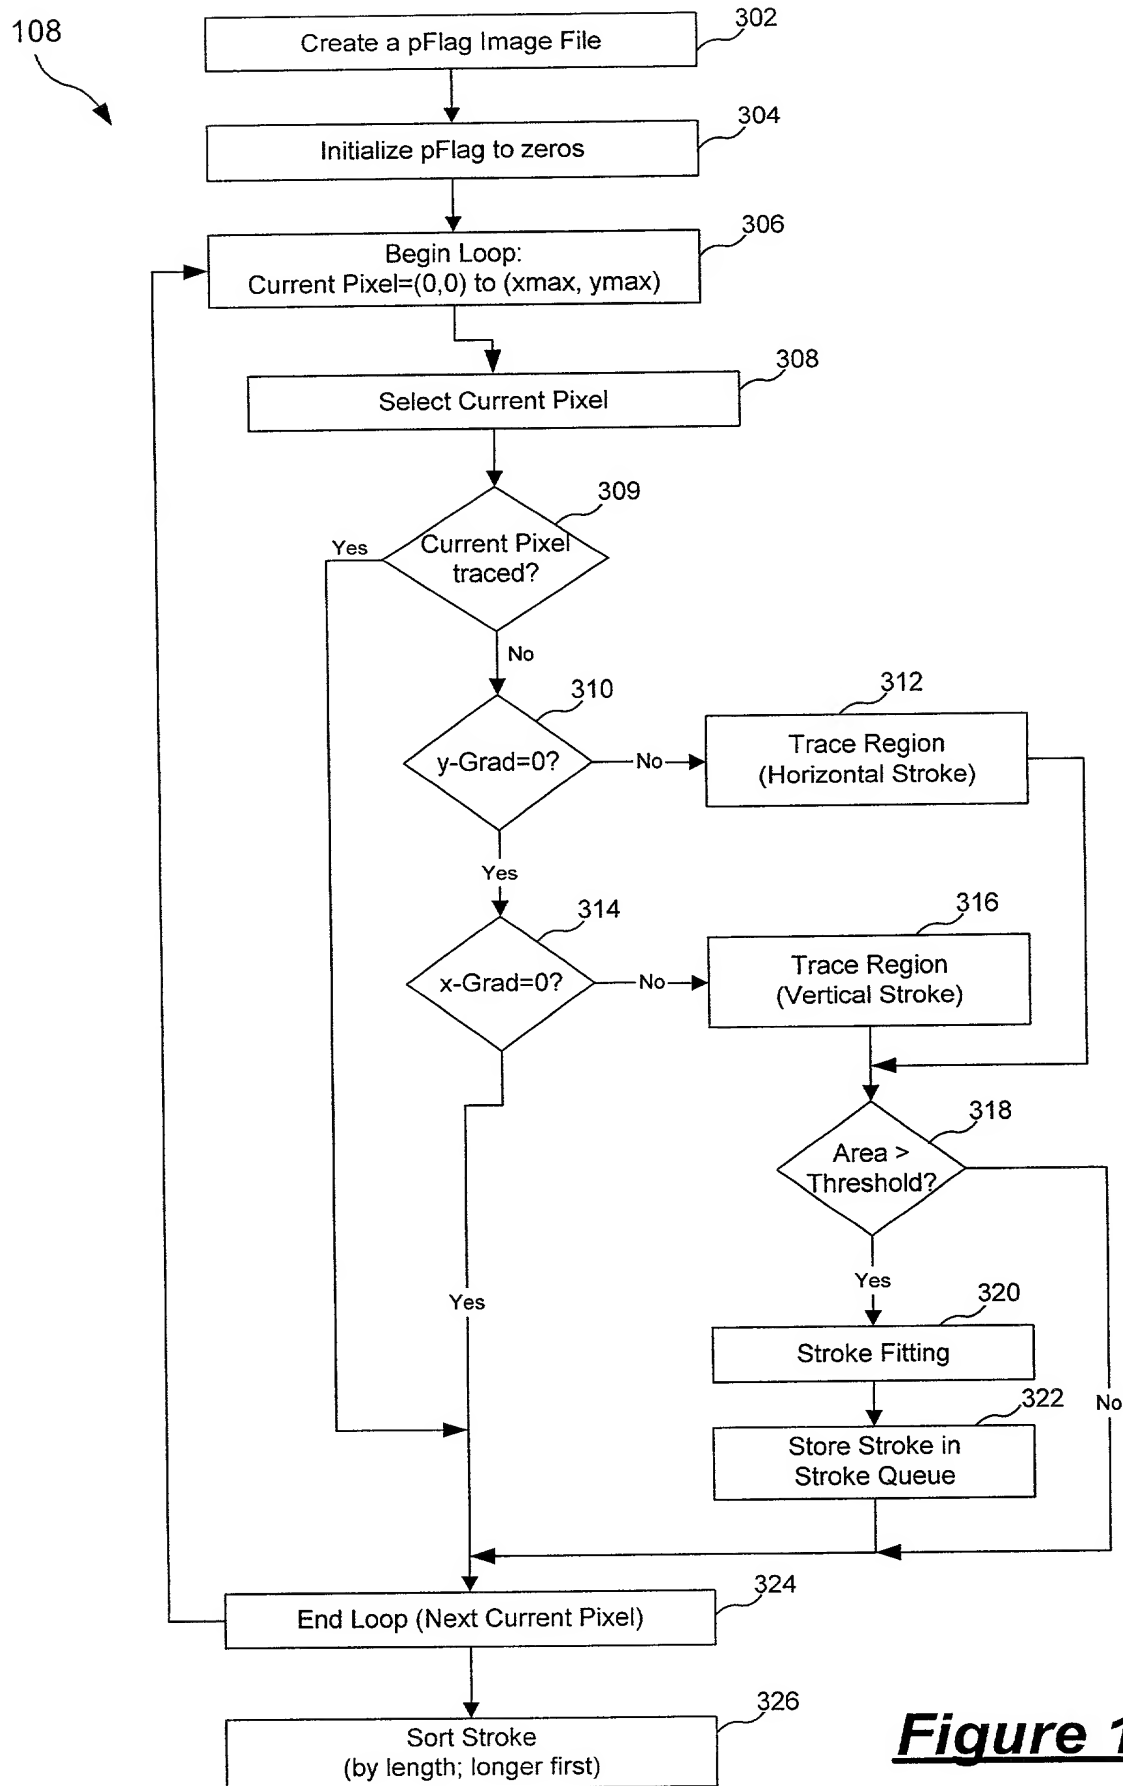 108
302
Create a pFlag Image File
304
Initialize pFlag to zeros
306
Begin Loop:
Current Pixel=(0,0) to (xmax, ymax)
308
Select Current Pixel
309
Current Pixel
traced?
Yes
No
310
y-Grad=0?
No
312
Trace Region
(Horizontal Stroke)
Yes
314
x-Grad=0?
No
316
Trace Region
(Vertical Stroke)
318
Area >
Threshold?
Yes
Yes
No
320
Stroke Fitting
322
Store Stroke in
Stroke Queue
324
End Loop (Next Current Pixel)
326
Sort Stroke
(by length; longer first)
Figure 1